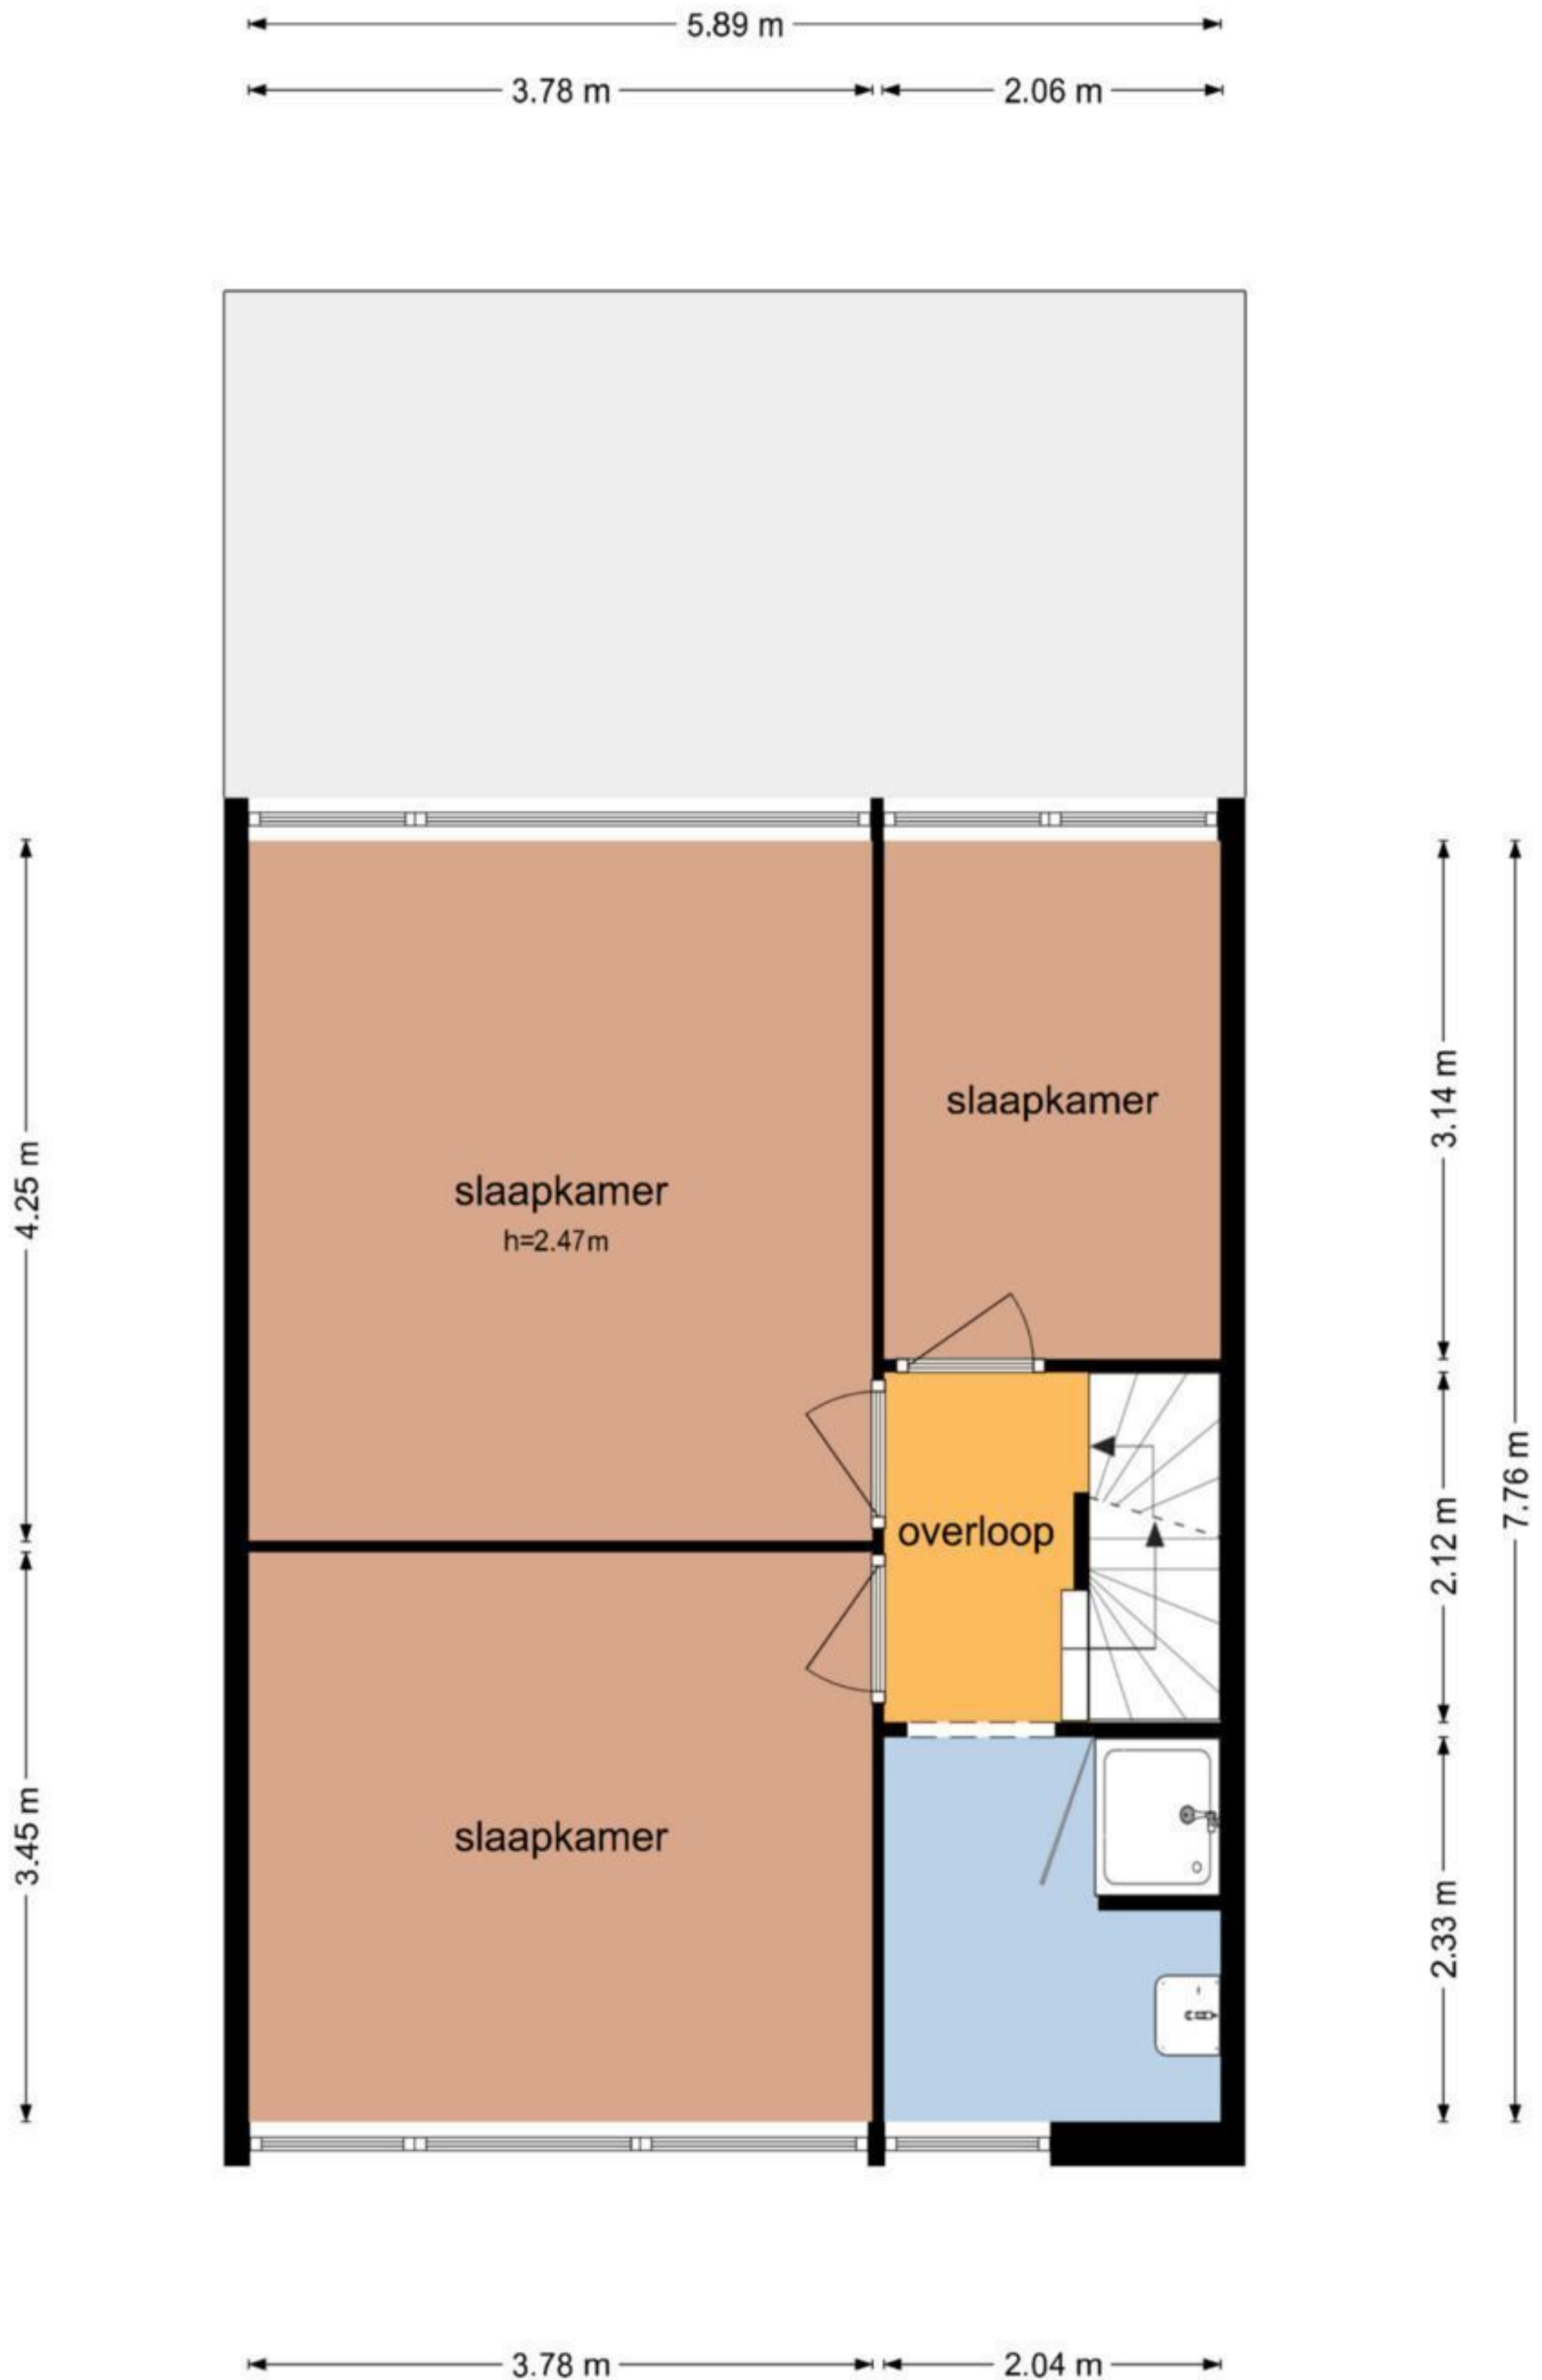 5.89 m
3.78 m
2.06 m
slaapkamer
3.14 m
4.25 m
slaapkamer
h=2.47m
7.76 m
overloop
2.12 m
slaapkamer
3.45 m
2.33 m
3.78 m
2.04 m